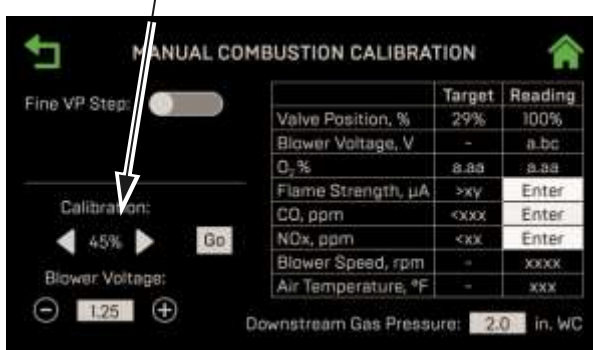 MANUAL COMBUSTION CALIBRATION
Fine VP Step:
Target Reading
Valve Position, % 29% 100%
Blower Voltage, V - a.bc
O₂% a.aa a.aa
Flame Strength, µA >xy Enter
CO, ppm <xxx Enter
NOx, ppm <xx Enter
Blower Speed, rpm - xxxx
Air Temperature, °F - xxx
Calibration:
45% Go
Blower Voltage:
1.25
Downstream Gas Pressure: 2.0 in. WC